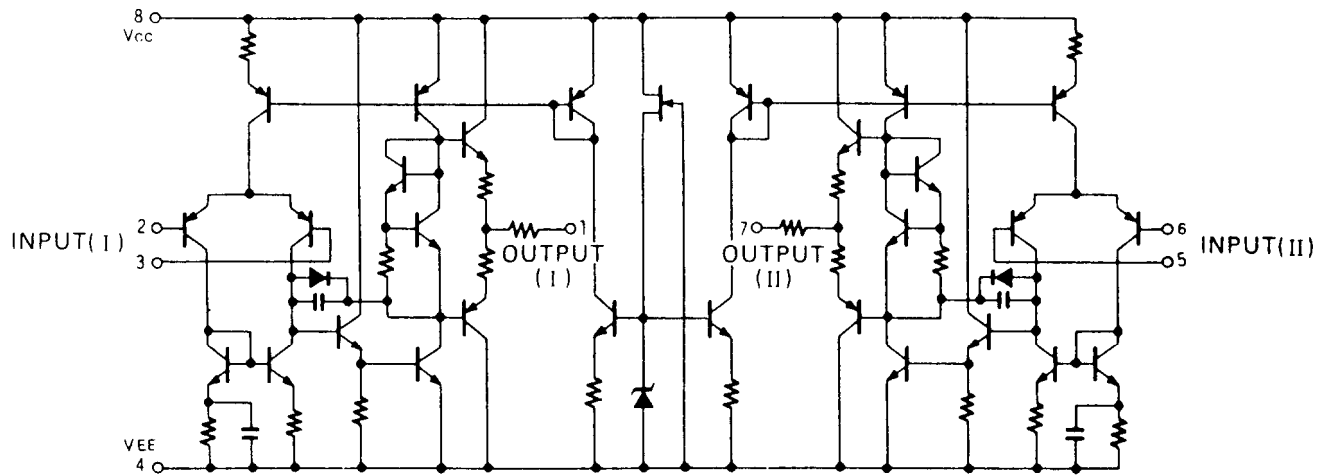 8
Vcc
INPUT(I)
2
3
1
OUTPUT
(I)
7
OUTPUT
(II)
6
5
INPUT(II)
VEE
4